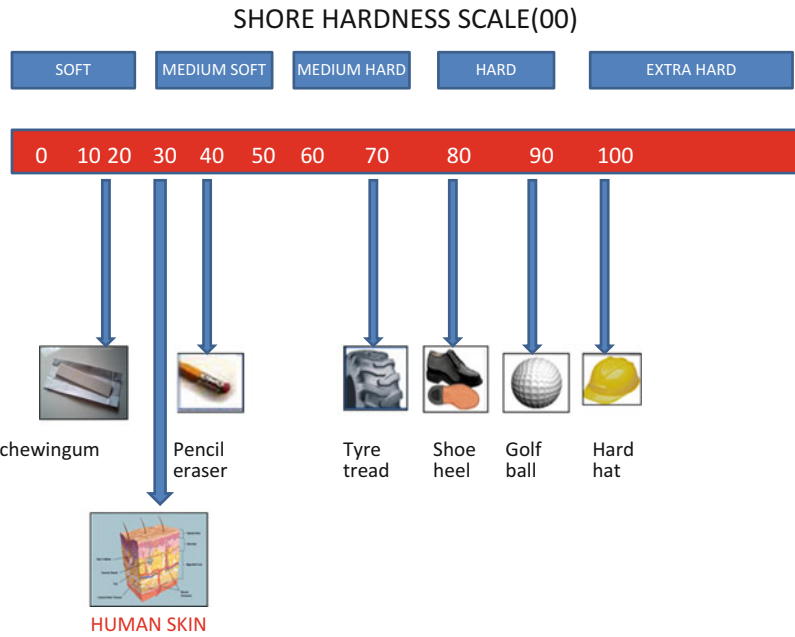 SHORE HARDNESS SCALE(00)
SOFT MEDIUM SOFT MEDIUM HARD HARD EXTRA HARD
0 10 20 30 40 50 60 70 80 90 100
chewingum Pencil eraser Tyre tread Shoe heel Golf ball Hard hat
HUMAN SKIN